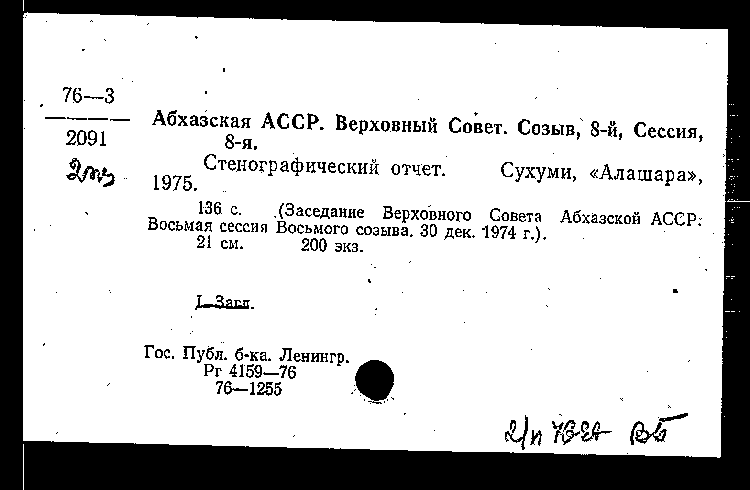 76—3
2091
Абхазская АССР. Верховный Совет. Созыв, 8-й, Сессия,
8-я.
Стенографический отчет. Сухуми, «Алашара»,
1975.
136 с. (Заседание Верховного Совета Абхазской АССР.
Восьмая сессия Восьмого созыва. 30 дек. 1974 г.).
21 см. 200 экз.
I. Загл.
Гос. Публ. б-ка. Ленингр.
Рг 4159—76
76—1255